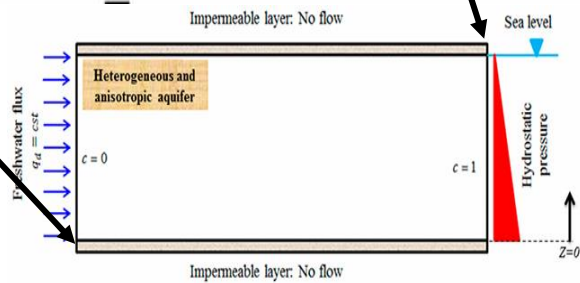 Impermeable layer: No flow
Sea level
Heterogeneous and
anisotropic aquifer
Freshwater flux
q_d = cst
c = 0
c = 1
Hydrostatic
pressure
Z=0
Impermeable layer: No flow